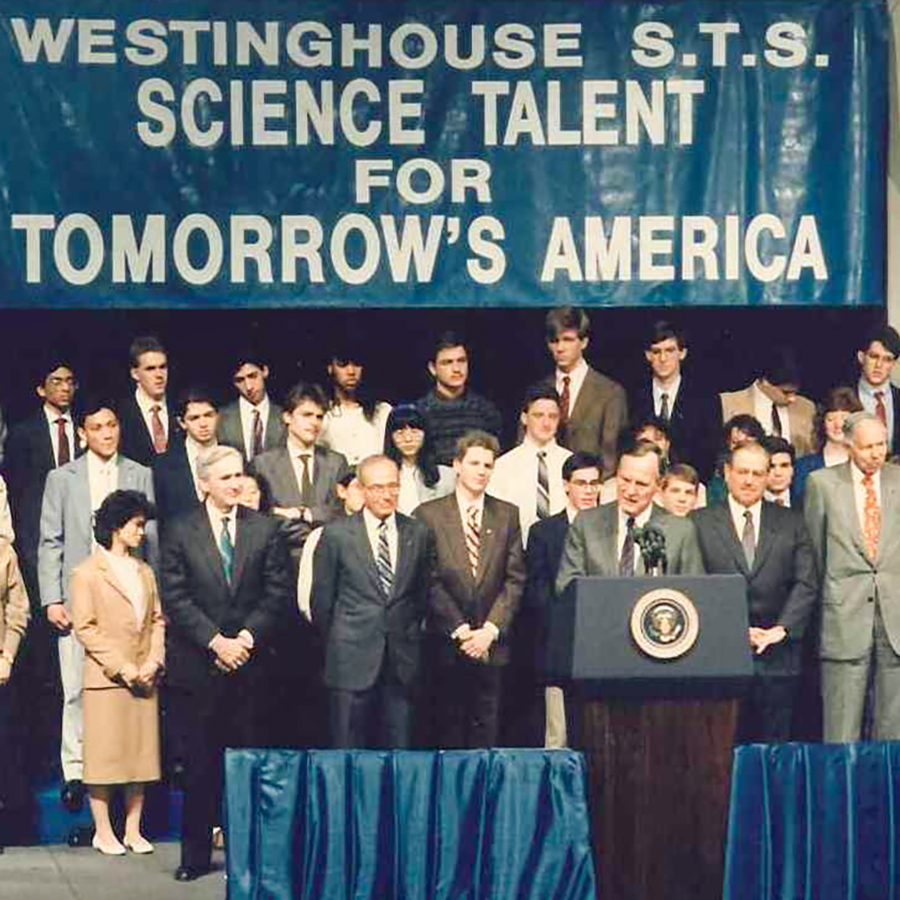 WESTINGHOUSE S.T.S.
SCIENCE TALENT
FOR
TOMORROW'S AMERICA